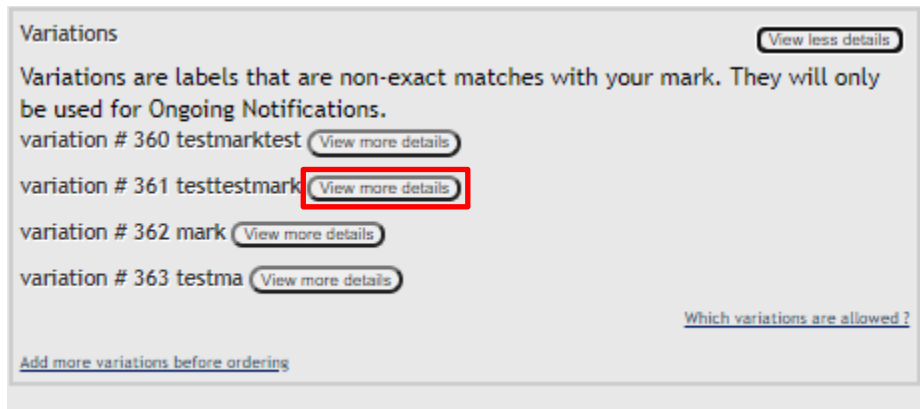 Variations
View less details
Variations are labels that are non-exact matches with your mark. They will only
be used for Ongoing Notifications.
variation # 360 testmarktest View more details
variation # 361 testtestmark View more details
variation # 362 mark View more details
variation # 363 testma View more details
Which variations are allowed ?
Add more variations before ordering